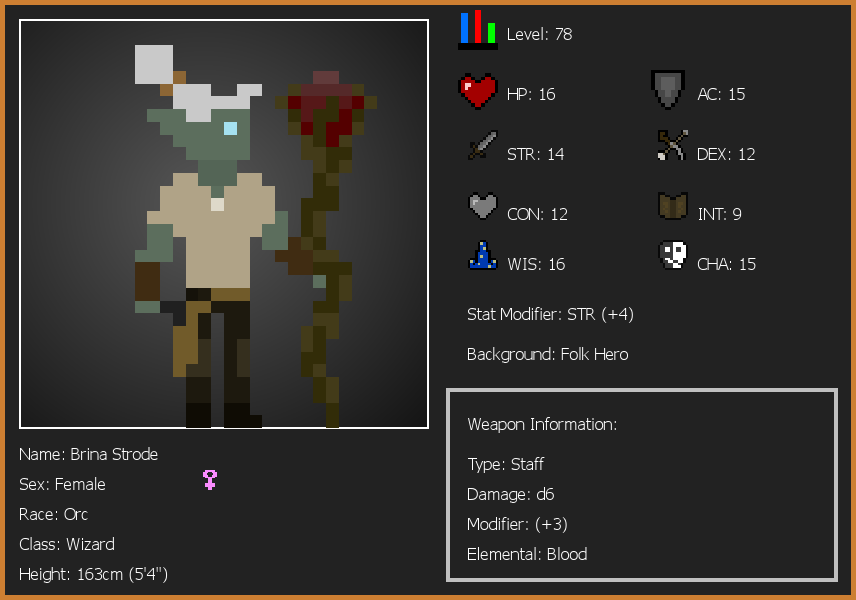 Level: 78
HP: 16
AC: 15
STR: 14
DEX: 12
CON: 12
INT: 9
WIS: 16
CHA: 15
Stat Modifier: STR (+4)
Background: Folk Hero
Weapon Information:
Type: Staff
Damage: d6
Modifier: (+3)
Elemental: Blood
Name: Brina Strode
Sex: Female
Race: Orc
Class: Wizard
Height: 163cm (5'4")